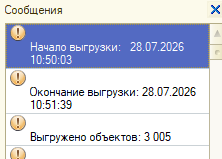 Сообщения
Начало выгрузки: 28.07.2026
10:50:03
Окончание выгрузки: 28.07.2026
10:51:39
Выгружено объектов: 3 005